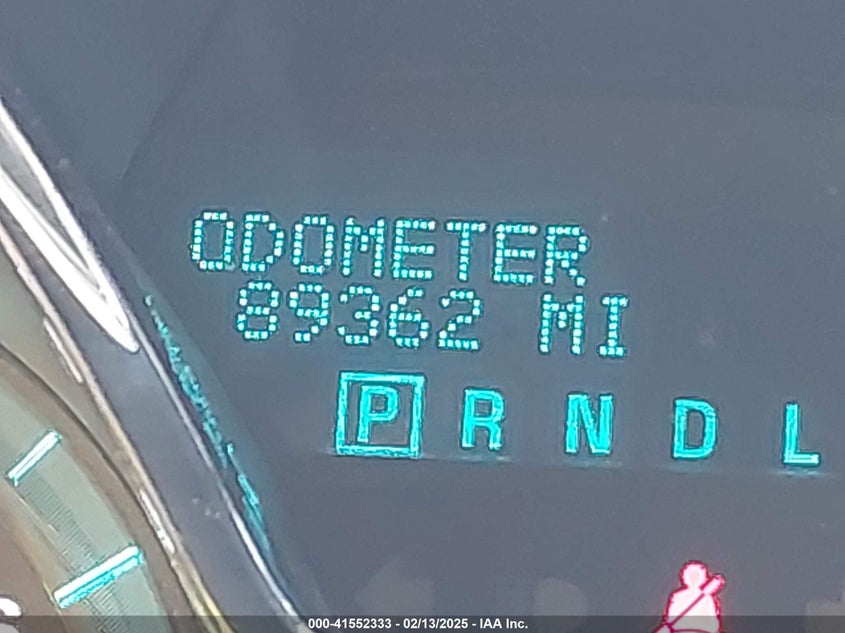 ODOMETER
89362 MI
P R N D L
000-41552333 - 02/13/2025 - IAA Inc.